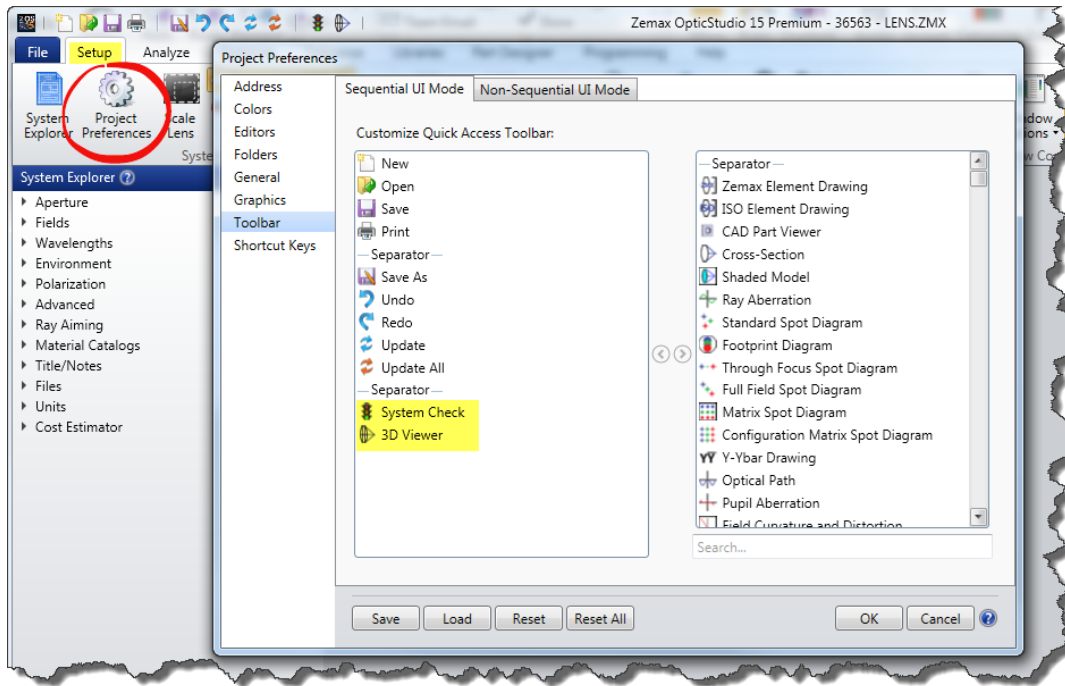 Zemax OpticStudio 15 Premium - 36563 - LENS.ZMX
File Setup Analyze
System Explorer
Project Preferences
Scale Lens
Syste
System Explorer
Aperture
Fields
Wavelengths
Environment
Polarization
Advanced
Ray Aiming
Material Catalogs
Title/Notes
Files
Units
Cost Estimator
Project Preferences
Address
Colors
Editors
Folders
General
Graphics
Toolbar
Shortcut Keys
Sequential UI Mode Non-Sequential UI Mode
Customize Quick Access Toolbar:
New
Open
Save
Print
Separator
Save As
Undo
Redo
Update
Update All
Separator
System Check
3D Viewer
Separator
Zemax Element Drawing
ISO Element Drawing
CAD Part Viewer
Cross-Section
Shaded Model
Ray Aberration
Standard Spot Diagram
Footprint Diagram
Through Focus Spot Diagram
Full Field Spot Diagram
Matrix Spot Diagram
Configuration Matrix Spot Diagram
Y-Ybar Drawing
Optical Path
Pupil Aberration
Field Curvature and Distortion
Search...
Save Load Reset Reset All OK Cancel